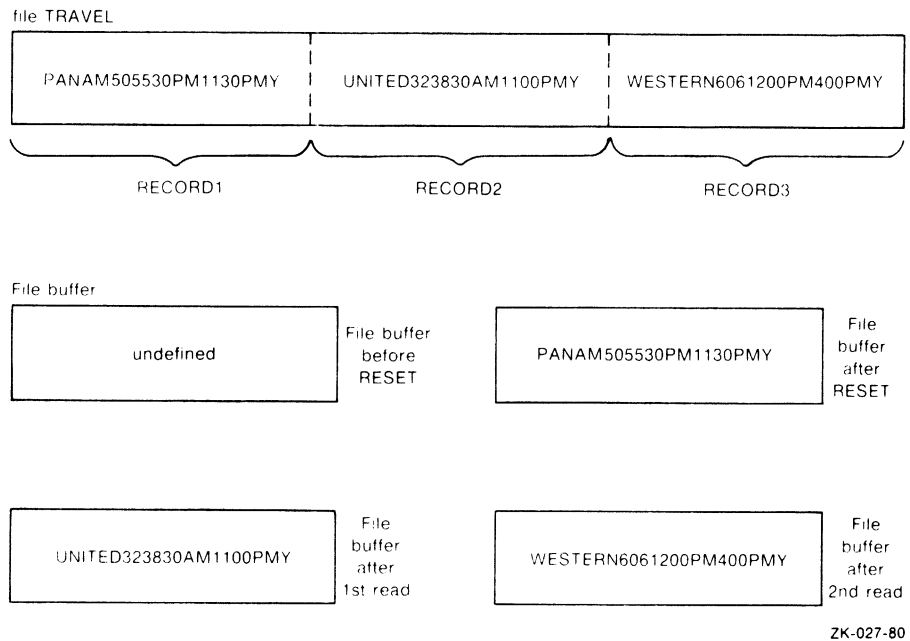 file TRAVEL
PANAM505530PM1130PMY
UNITED323830AM1100PMY
WESTERN6061200PM400PMY
RECORD1
RECORD2
RECORD3
File buffer
undefined
File buffer
before
RESET
PANAM505530PM1130PMY
File
buffer
after
RESET
UNITED323830AM1100PMY
File
buffer
after
1st read
WESTERN6061200PM400PMY
File
buffer
after
2nd read
ZK-027-80